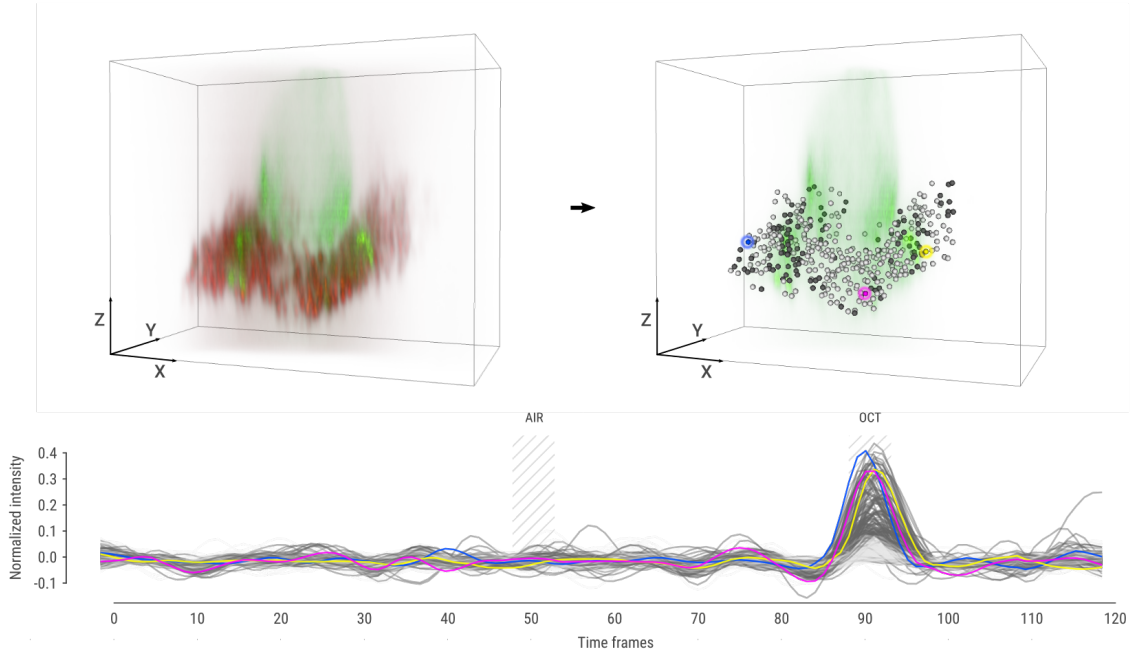 Z
Y
X
Z
Y
X
AIR
OCT
Normalized intensity
0.4
0.3
0.2
0.1
0.0
-0.1
0 10 20 30 40 50 60 70 80 90 100 110 120
Time frames